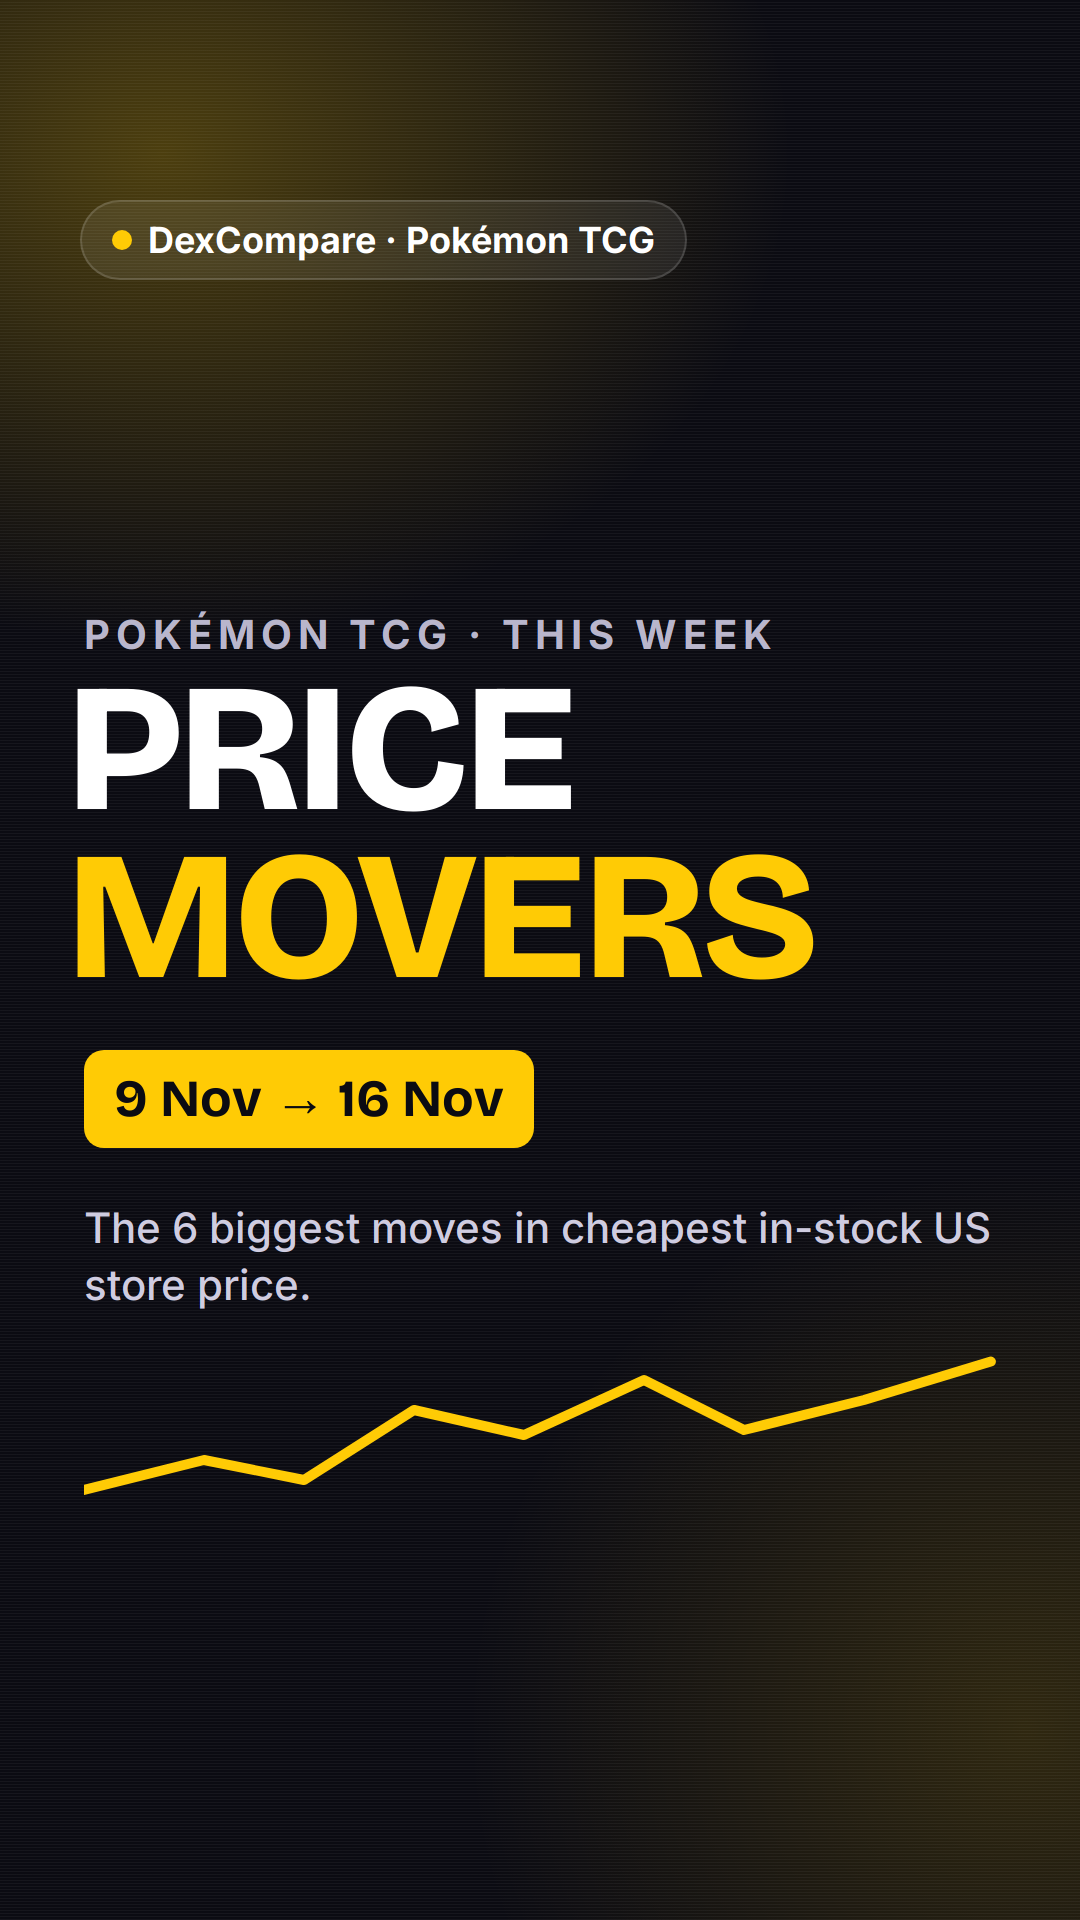 DexCompare · Pokémon TCG
POKÉMON TCG · THIS WEEK
PRICE
MOVERS
9 Nov → 16 Nov
The 6 biggest moves in cheapest in-stock US
store price.